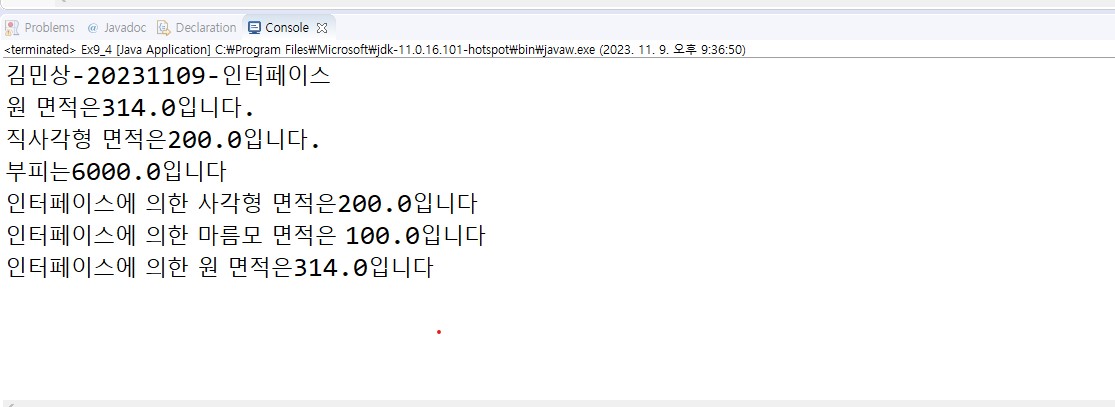 Problems @ Javadoc Declaration Console
<terminated> Ex9_4 [Java Application] C:₩Program Files₩Microsoft₩jdk-11.0.16.101-hotspot₩bin₩javaw.exe (2023. 11. 9. 오후 9:36:50)
김민상-20231109-인터페이스
원 면적은314.0입니다.
직사각형 면적은200.0입니다.
부피는6000.0입니다
인터페이스에 의한 사각형 면적은200.0입니다
인터페이스에 의한 마름모 면적은 100.0입니다
인터페이스에 의한 원 면적은314.0입니다